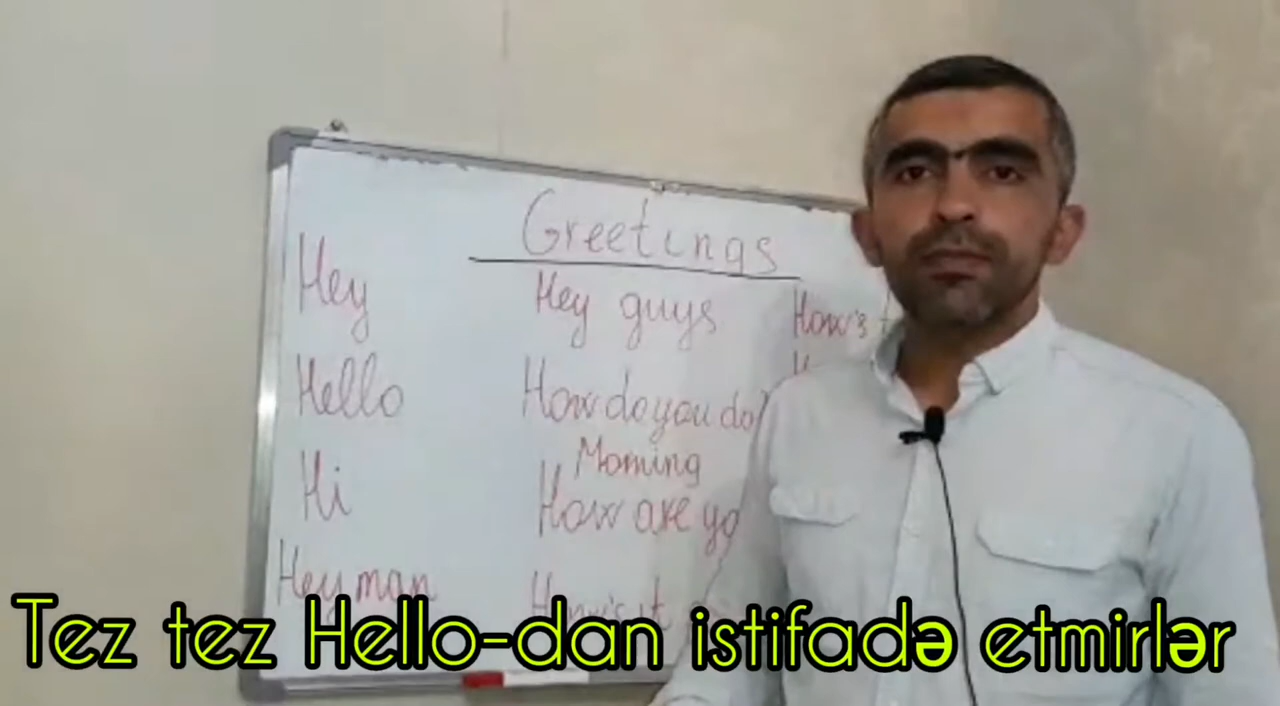 Greetings
Hey
Hey guys
How's
Hello
How do you do
Morning
Hi
How are
Hey man
How's it
Tez tez Hello-dan istifadə etmirlər